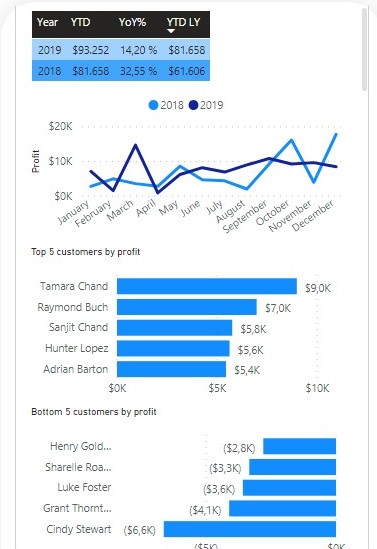 Year YTD YoY% YTD LY
2019 $93.252 14,20 % $81.658
2018 $81.658 32,55 % $61.606
2018 2019
$20K
$10K
$0K
Profit
January February March April May June July August September October November December
Top 5 customers by profit
Tamara Chand $9,0K
Raymond Buch $7,0K
Sanjit Chand $5,8K
Hunter Lopez $5,6K
Adrian Barton $5,4K
$0K $5K $10K
Bottom 5 customers by profit
Henry Gold... ($2,8K)
Sharelle Roa... ($3,3K)
Luke Foster ($3,6K)
Grant Thornt... ($4,1K)
Cindy Stewart ($6,6K)
($5K) $0K